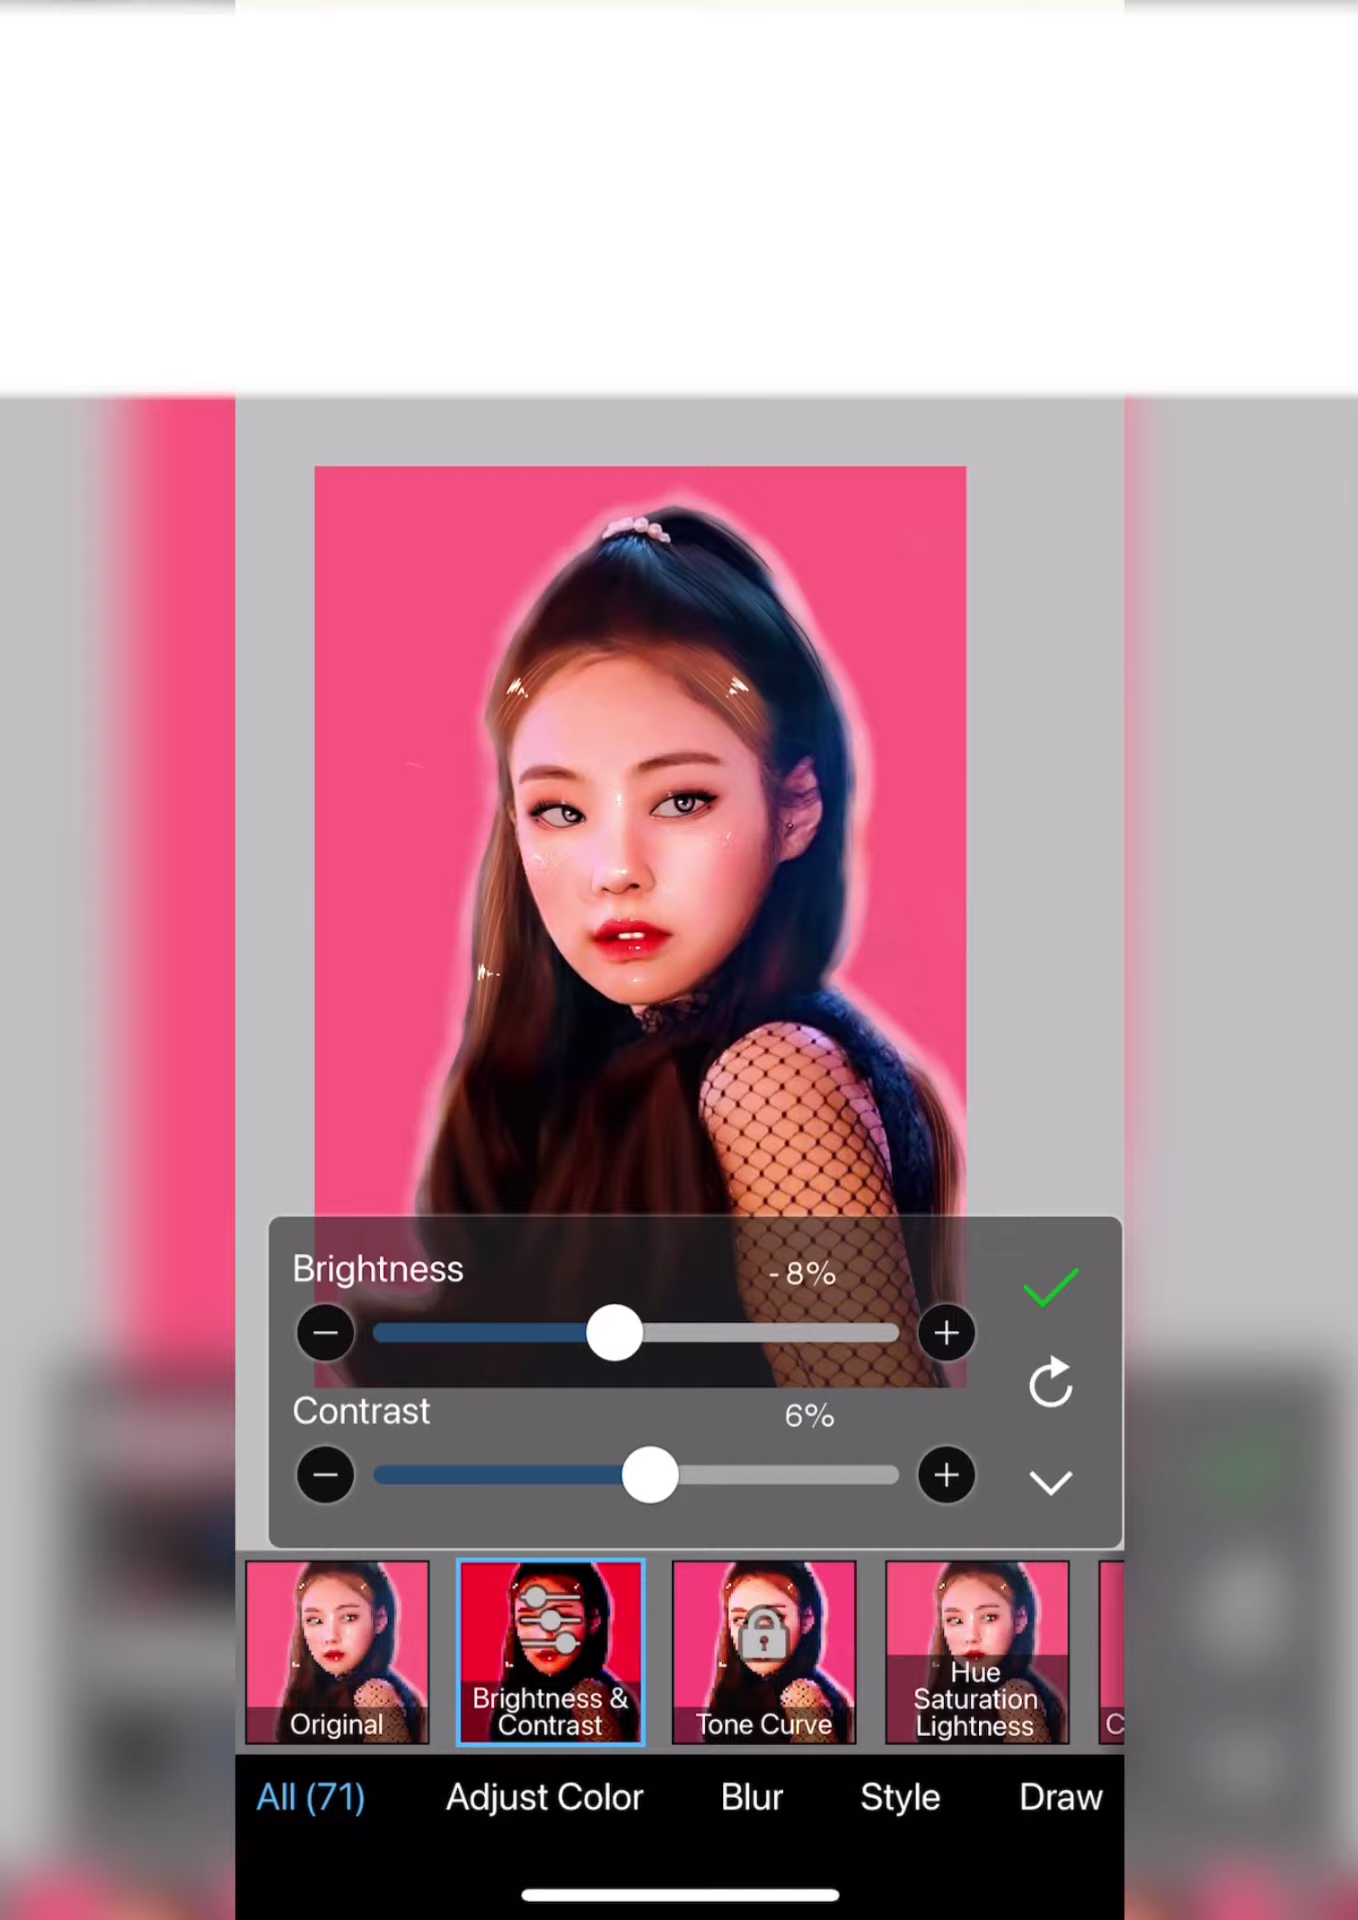 Brightness
-8%
Contrast
6%
Original
Brightness &
Contrast
Tone Curve
Hue
Saturation
Lightness
C
All (71)
Adjust Color
Blur
Style
Draw